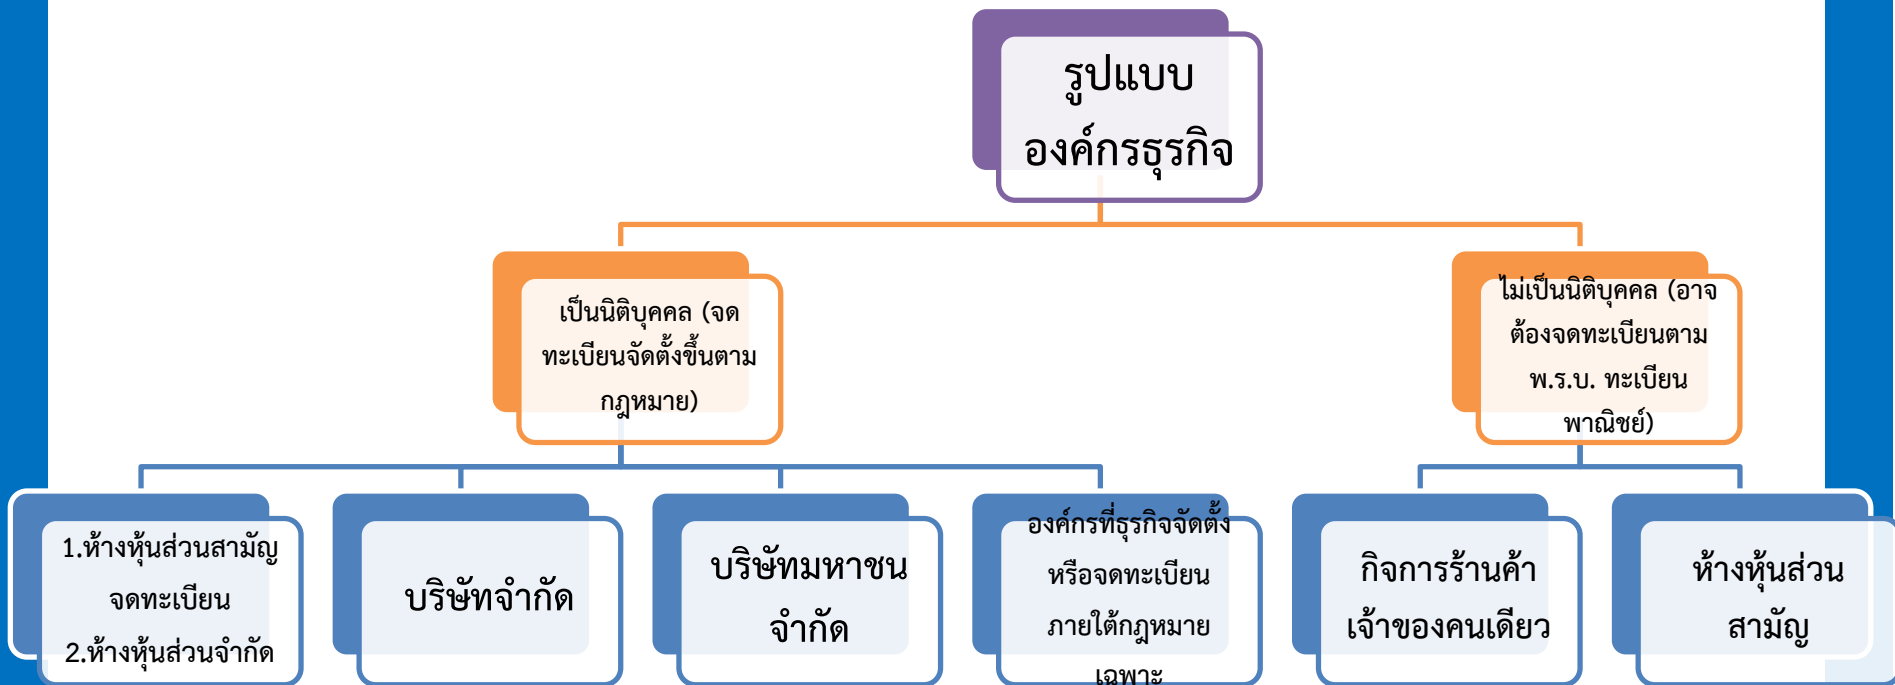 รูปแบบ
องค์กรธุรกิจ
เป็นนิติบุคคล (จด
ทะเบียนจัดตั้งขึ้นตาม
กฎหมาย)
ไม่เป็นนิติบุคคล (อาจ
ต้องจดทะเบียนตาม
พ.ร.บ. ทะเบียน
พาณิชย์)
1.ห้างหุ้นส่วนสามัญ
จดทะเบียน
2.ห้างหุ้นส่วนจำกัด
บริษัทจำกัด
บริษัทมหาชน
จำกัด
องค์กรที่ธุรกิจจัดตั้ง
หรือจดทะเบียน
ภายใต้กฎหมาย
เฉพาะ
กิจการร้านค้า
เจ้าของคนเดียว
ห้างหุ้นส่วน
สามัญ